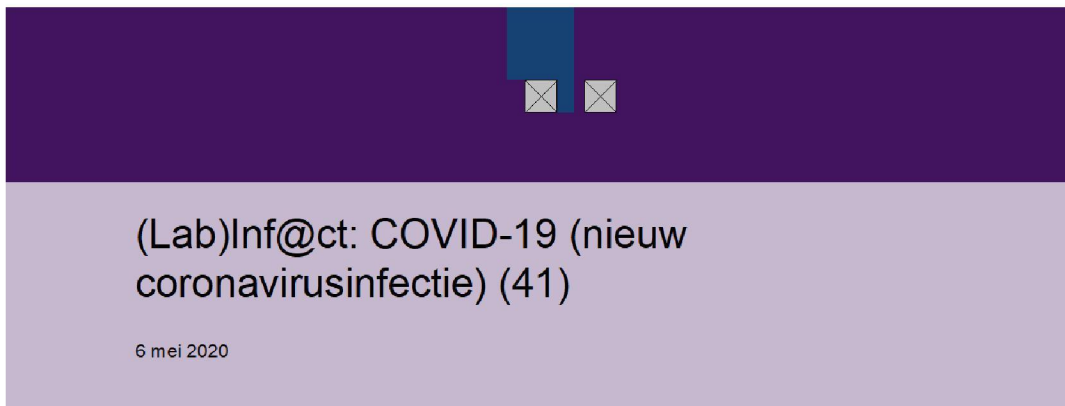 (Lab)Inf@ct: COVID-19 (nieuw
coronavirusinfectie) (41)
6 mei 2020